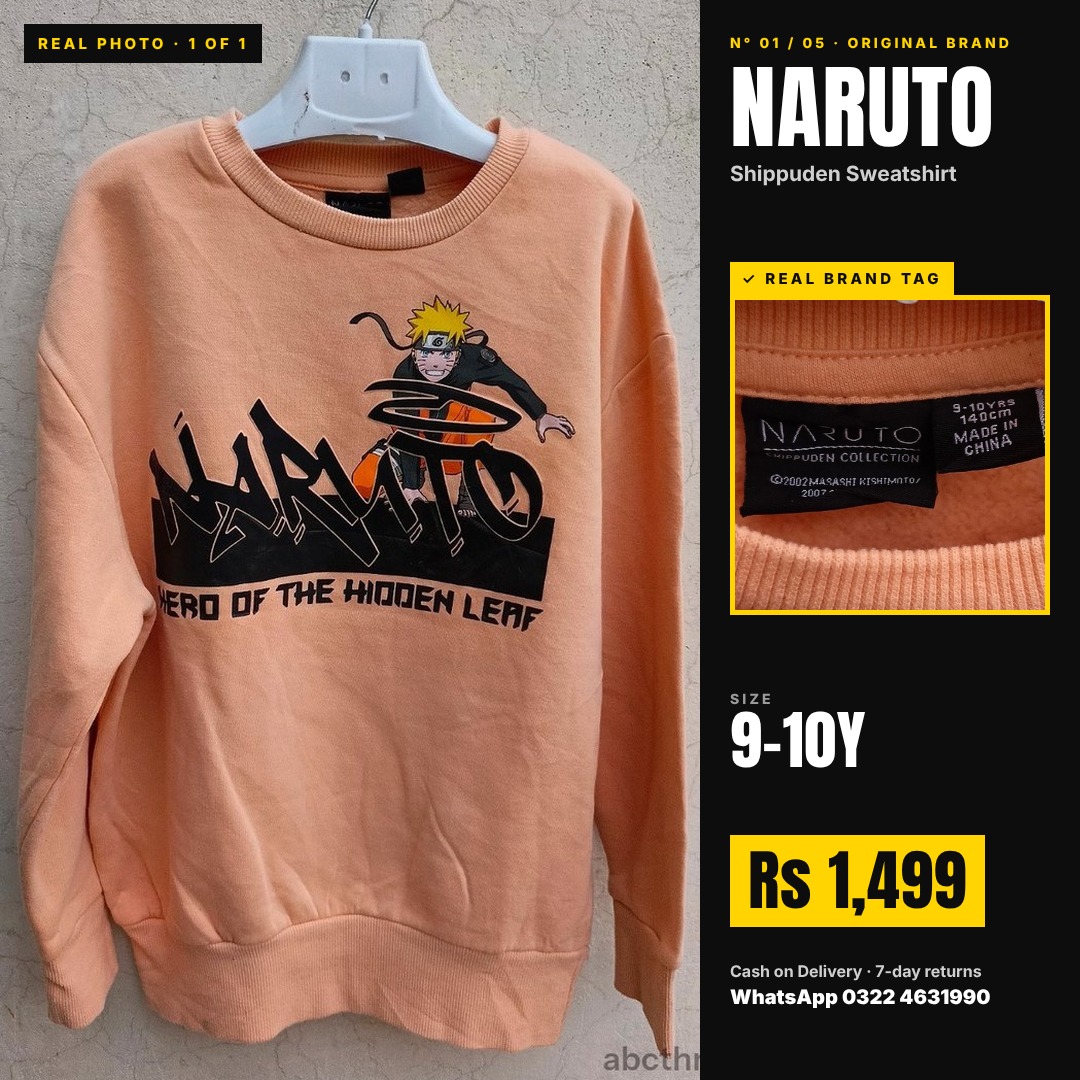 REAL PHOTO · 1 OF 1
NARUTO
HERO OF THE HIDDEN LEAF
abcthr
N° 01 / 05 · ORIGINAL BRAND
NARUTO
Shippuden Sweatshirt
✓ REAL BRAND TAG
NARUTO
SHIPPUDEN COLLECTION
©2002 MASASHI KISHIMOTO/
2007
9-10YRS
140cm
MADE IN
CHINA
SIZE
9-10Y
Rs 1,499
Cash on Delivery · 7-day returns
WhatsApp 0322 4631990